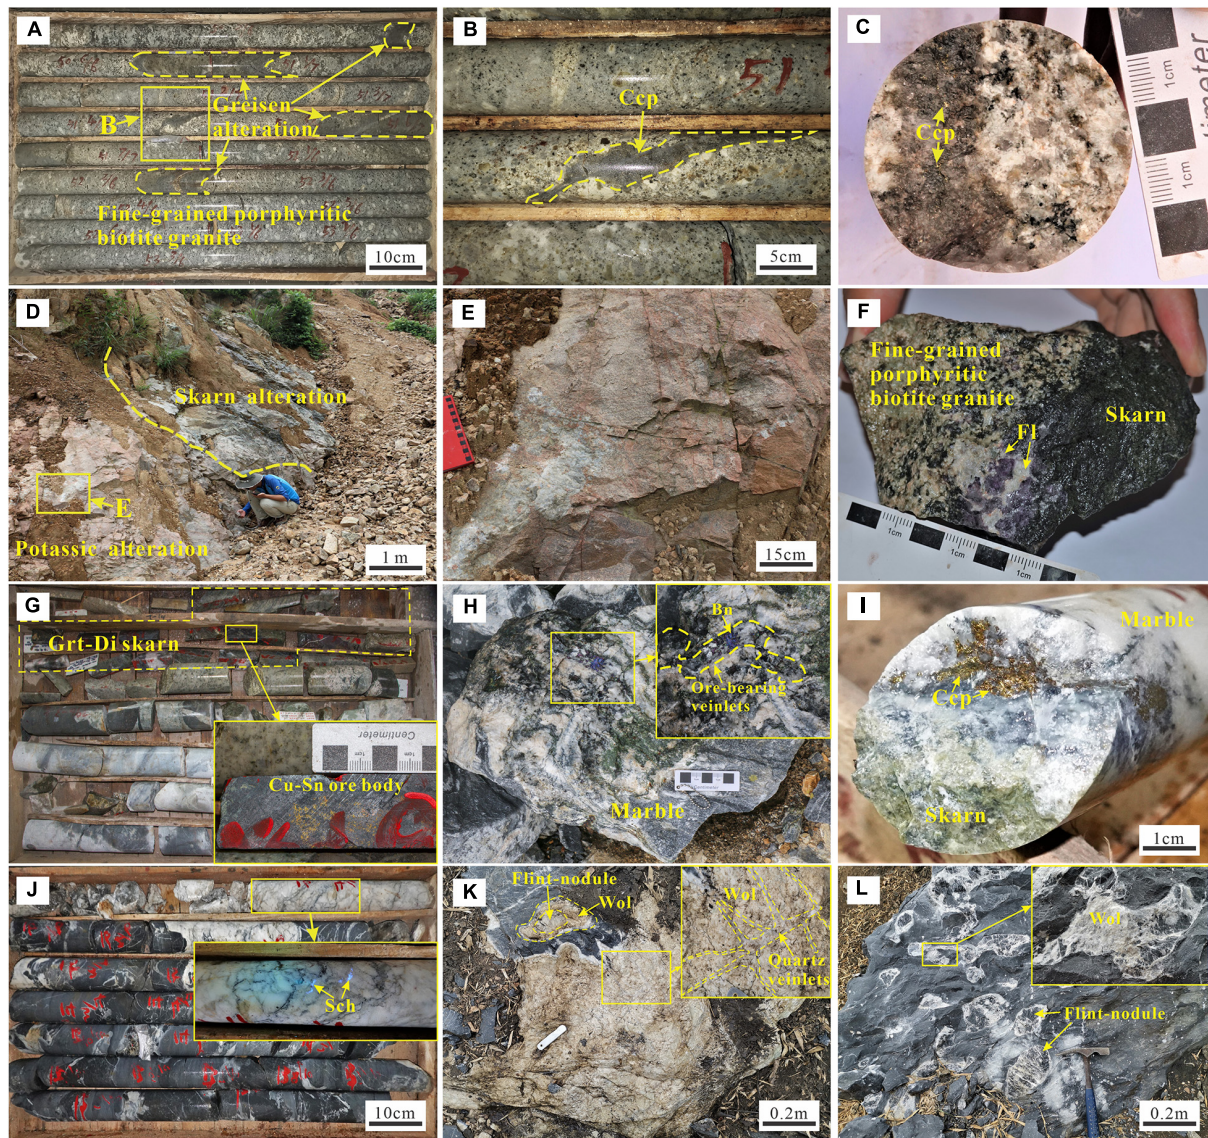 A
Greisen
alteration
B
Fine-grained porphyritic
biotite granite
10cm
B
51
Ccp
5cm
C
Ccp
1cm
1cm
timeter
D
Skarn alteration
E
Potassic alteration
1 m
E
15cm
F
Fine-grained
porphyritic
biotite granite
Skarn
Fl
1cm
1cm
1cm
G
Grt-Di skarn
Centimeter
1cm
1cm
Cu-Sn ore body
H
Bn
Ore-bearing
veinlets
Marble
I
Marble
Ccp
Skarn
1cm
J
Sch
10cm
K
Flint-nodule
Wol
Wol
Quartz
veinlets
0.2m
L
Wol
Flint-nodule
0.2m